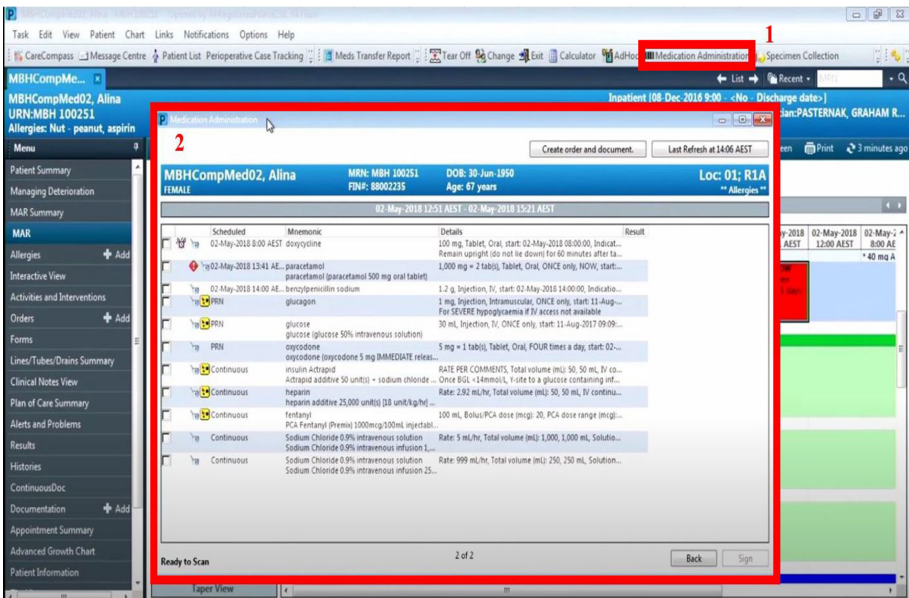 1
Task Edit View Patient Chart Links Notifications Options Help
CareCompass Message Centre Patient List Perioperative Case Tracking Meds Transfer Report Tear Off Change Exit Calculator AdHoc Medication Administration Specimen Collection
MBHCompMe... List Recent
MBHCompMed02, Alina Inpatient [08-Dec-2016 9:00 - <No - Discharge date>]
URN:MBH 100251 PASTERNAK, GRAHAM R...
Allergies: Nut - peanut, aspirin
Menu Print 3 minutes ago
Patient Summary
Managing Deterioration
MAR Summary
MAR
Allergies Add
Interactive View
Activities and Interventions
Orders Add
Forms
Lines/Tubes/Drains Summary
Clinical Notes View
Plan of Care Summary
Alerts and Problems
Results
Histories
ContinuousDoc
Documentation Add
Appointment Summary
Advanced Growth Chart
Patient Information
Medication Administration
2
Create order and document. Last Refresh at 14:06 AEST
MBHCompMed02, Alina MRN: MBH 100251 DOB: 30-Jun-1950 Loc: 01; R1A
FEMALE FIN#: 88002235 Age: 67 years ** Allergies **
02-May-2018 12:51 AEST - 02-May-2018 15:21 AEST
Scheduled Mnemonic Details Result
02-May-2018 8:00 AEST doxycycline 100 mg, Tablet, Oral, start: 02-May-2018 08:00:00, Indicat...
Remain upright (do not lie down) for 60 minutes after ta...
02-May-2018 13:41 AE... paracetamol 1,000 mg = 2 tab(s), Tablet, Oral, ONCE only, NOW, start:...
paracetamol (paracetamol 500 mg oral tablet)
02-May-2018 14:00 AE... benzylpenicillin sodium 1.2 g, Injection, IV, start: 02-May-2018 14:00:00, Indicatio...
PRN glucagon 1 mg, Injection, Intramuscular, ONCE only, start: 11-Aug-...
For SEVERE hypoglycaemia if IV access not available
PRN glucose 30 mL, Injection, IV, ONCE only, start: 11-Aug-2017 09:09:...
glucose (glucose 50% intravenous solution)
PRN oxycodone 5 mg = 1 tab(s), Tablet, Oral, FOUR times a day, start: 02-...
oxycodone (oxycodone 5 mg IMMEDIATE releas...
Continuous insulin Actrapid RATE PER COMMENTS, Total volume (mL): 50, 50 mL, IV co...
Actrapid additive 50 unit(s) + sodium chloride ... Once BGL <14mmol/L, Y-site to a glucose containing inf...
Continuous heparin Rate: 2.92 mL/hr, Total volume (mL): 50, 50 mL, IV continu...
heparin additive 25,000 unit(s) [18 unit/kg/hr] ...
Continuous fentanyl 100 mL, Bolus/PCA dose (mcg): 20, PCA dose range (mcg):...
PCA Fentanyl (Premix) 1000mcg/100mL injectabl...
Continuous Sodium Chloride 0.9% intravenous solution Rate: 5 mL/hr, Total volume (mL): 1,000, 1,000 mL, Solutio...
Sodium Chloride 0.9% intravenous infusion 1,...
Continuous Sodium Chloride 0.9% intravenous solution Rate: 999 mL/hr, Total volume (mL): 250, 250 mL, Solution...
Sodium Chloride 0.9% intravenous infusion 25...
Ready to Scan 2 of 2 Back Sign
02-May-2018 02-May-2
AEST 12:00 AEST 8:00 AE
* 40 mg A
Taper View